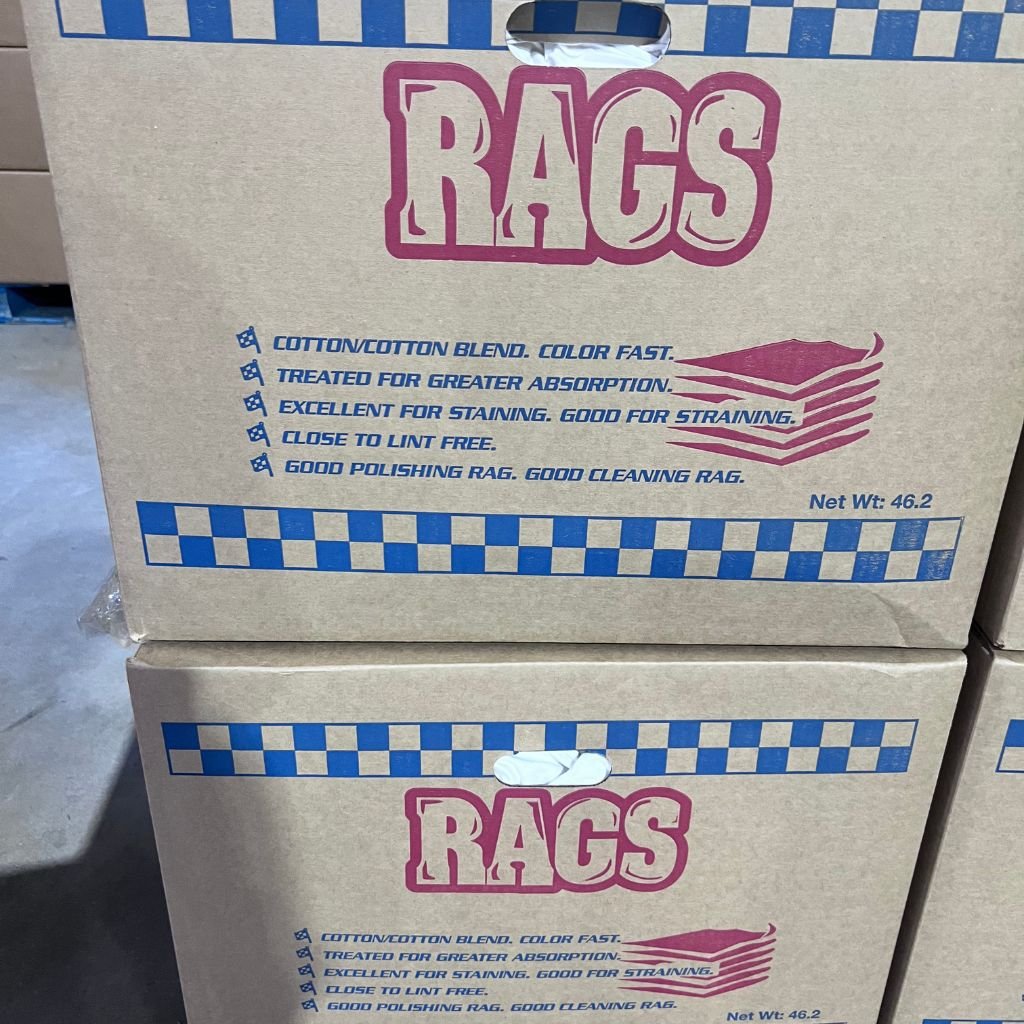 RAGS
COTTON/COTTON BLEND. COLOR FAST.
TREATED FOR GREATER ABSORPTION.
EXCELLENT FOR STAINING. GOOD FOR STRAINING.
CLOSE TO LINT FREE.
GOOD POLISHING RAG. GOOD CLEANING RAG.
Net Wt: 46.2
RAGS
COTTON/COTTON BLEND. COLOR FAST.
TREATED FOR GREATER ABSORPTION.
EXCELLENT FOR STAINING. GOOD FOR STRAINING.
CLOSE TO LINT FREE.
GOOD POLISHING RAG. GOOD CLEANING RAG.
Net Wt: 46.2